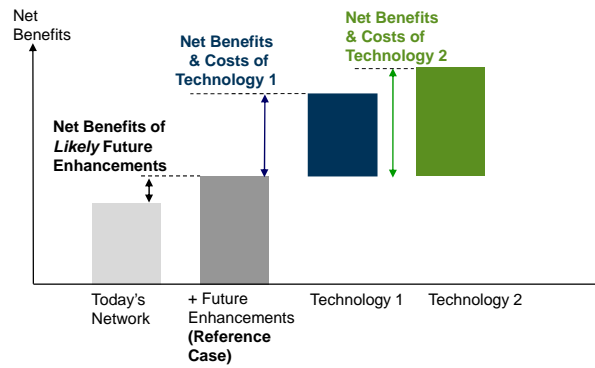 Net
Benefits
Net Benefits
& Costs of
Technology 1
Net Benefits
& Costs of
Technology 2
Net Benefits of
Likely Future
Enhancements
Today's
Network
+ Future
Enhancements
(Reference
Case)
Technology 1
Technology 2